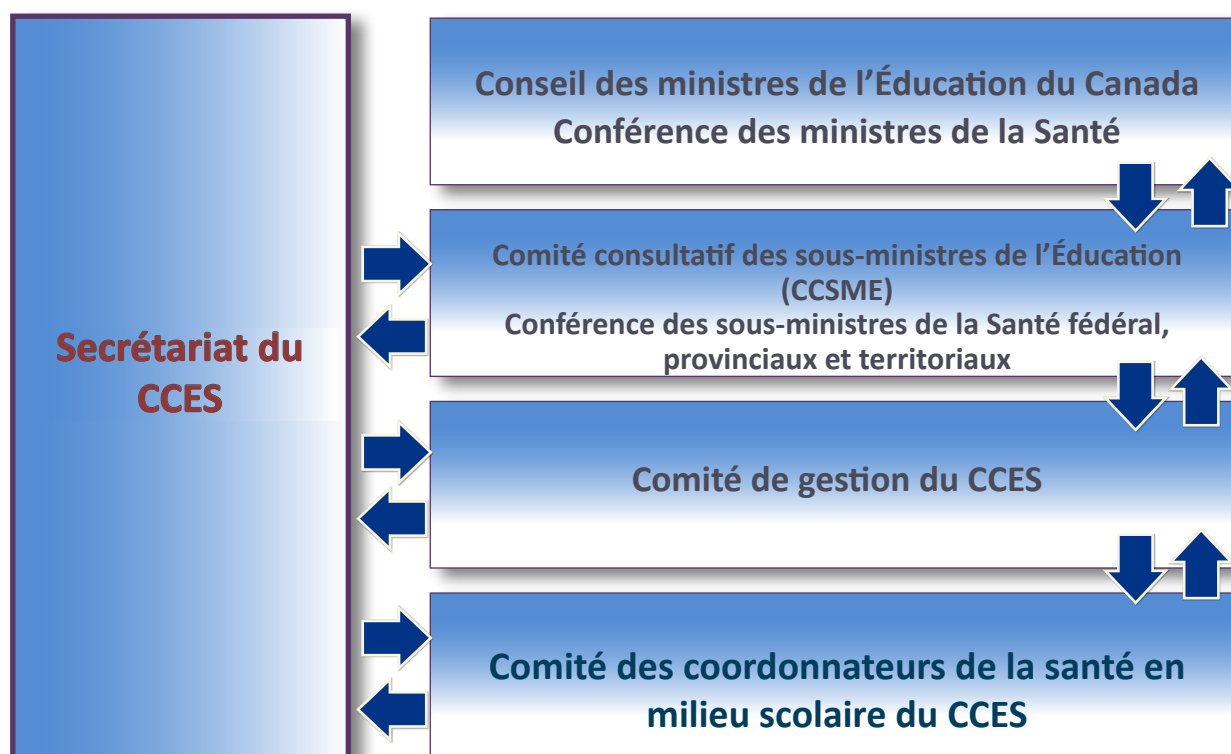 Secrétariat du
CCES
Conseil des ministres de l’Éducation du Canada
Conférence des ministres de la Santé
Comité consultatif des sous-ministres de l’Éducation
(CCSME)
Conférence des sous-ministres de la Santé fédéral,
provinciaux et territoriaux
Comité de gestion du CCES
Comité des coordonnateurs de la santé en
milieu scolaire du CCES